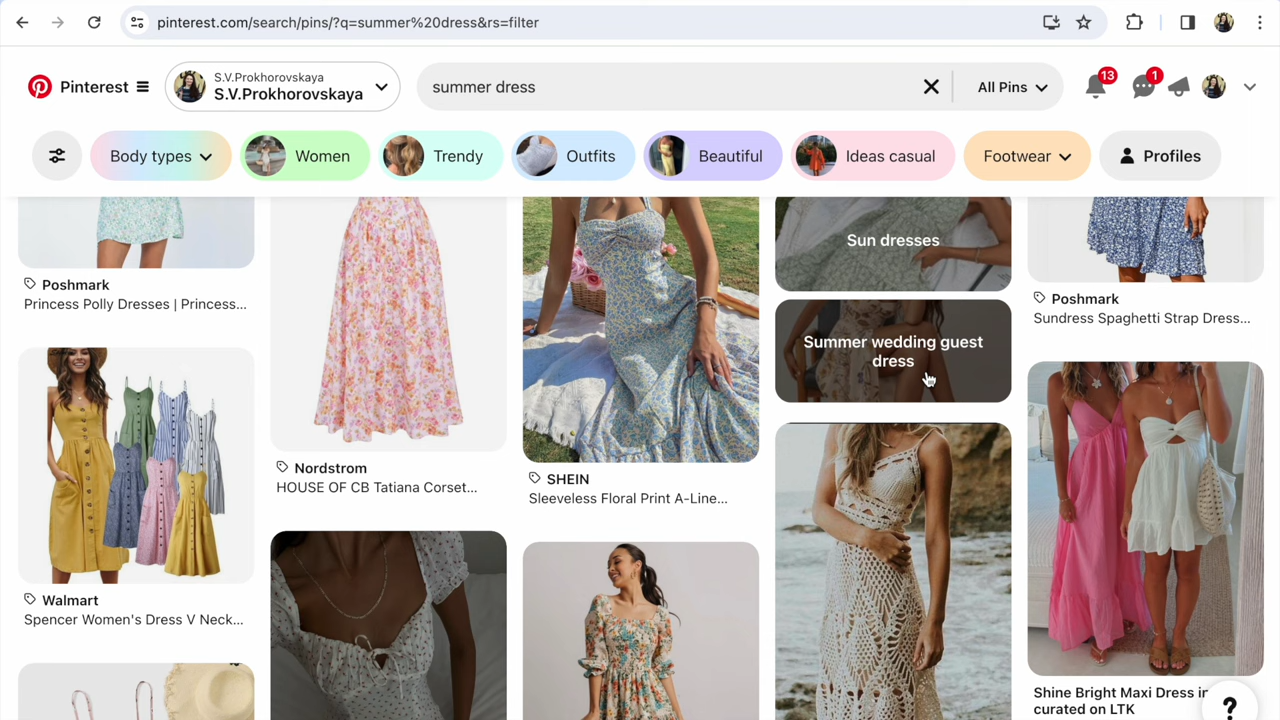 pinterest.com/search/pins/?q=summer%20dress&rs=filter
Pinterest
S.V.Prokhorovskaya
S.V.Prokhorovskaya
summer dress
All Pins
13
1
Body types
Women
Trendy
Outfits
Beautiful
Ideas casual
Footwear
Profiles
Poshmark
Princess Polly Dresses | Princess...
Walmart
Spencer Women's Dress V Neck...
Nordstrom
HOUSE OF CB Tatiana Corset...
SHEIN
Sleeveless Floral Print A-Line...
Sun dresses
Summer wedding guest
dress
Poshmark
Sundress Spaghetti Strap Dress...
Shine Bright Maxi Dress in
curated on LTK
?